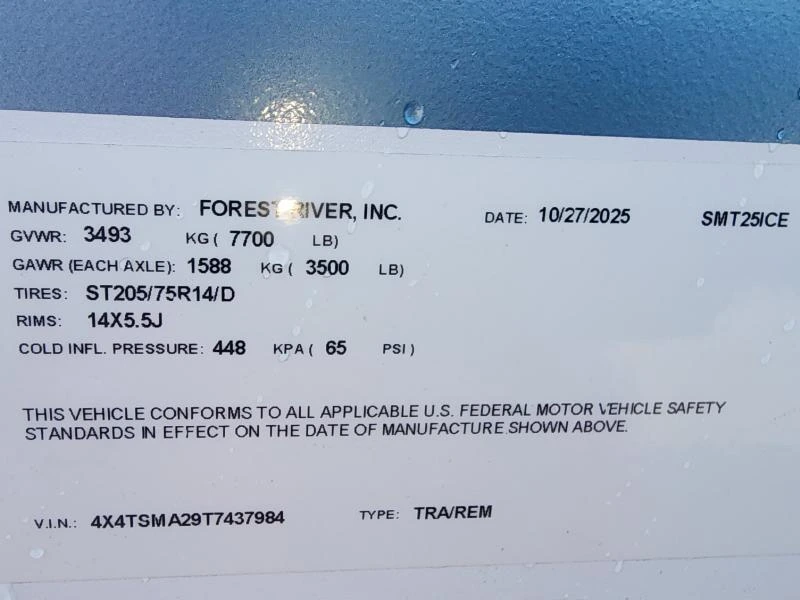 MANUFACTURED BY: FOREST RIVER, INC. DATE: 10/27/2025 SMT25ICE
GVWR: 3493 KG ( 7700 LB)
GAWR (EACH AXLE): 1588 KG ( 3500 LB)
TIRES: ST205/75R14/D
RIMS: 14X5.5J
COLD INFL. PRESSURE: 448 KPA ( 65 PSI )
THIS VEHICLE CONFORMS TO ALL APPLICABLE U.S. FEDERAL MOTOR VEHICLE SAFETY
STANDARDS IN EFFECT ON THE DATE OF MANUFACTURE SHOWN ABOVE.
V.I.N.: 4X4TSMA29T7437984 TYPE: TRA/REM